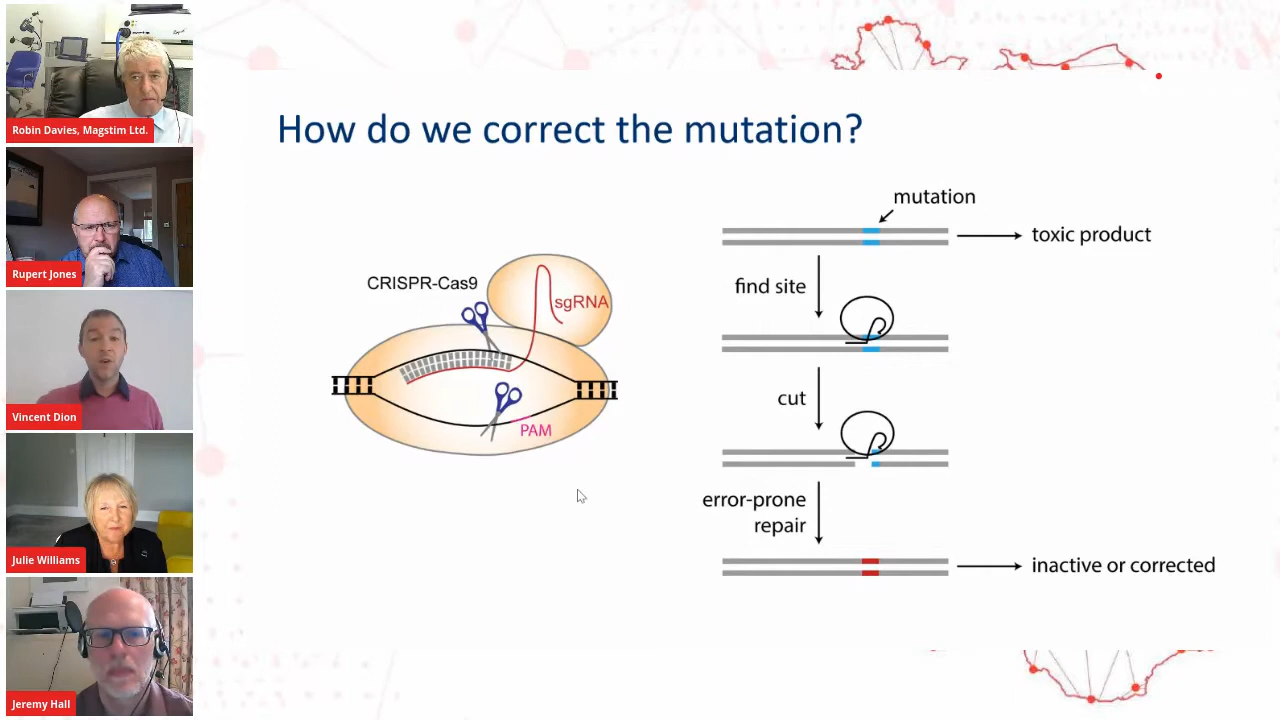 Robin Davies, Magstim Ltd.
Rupert Jones
Vincent Dion
Julie Williams
Jeremy Hall
How do we correct the mutation?
CRISPR-Cas9
sgRNA
PAM
mutation
toxic product
find site
cut
error-prone
repair
inactive or corrected